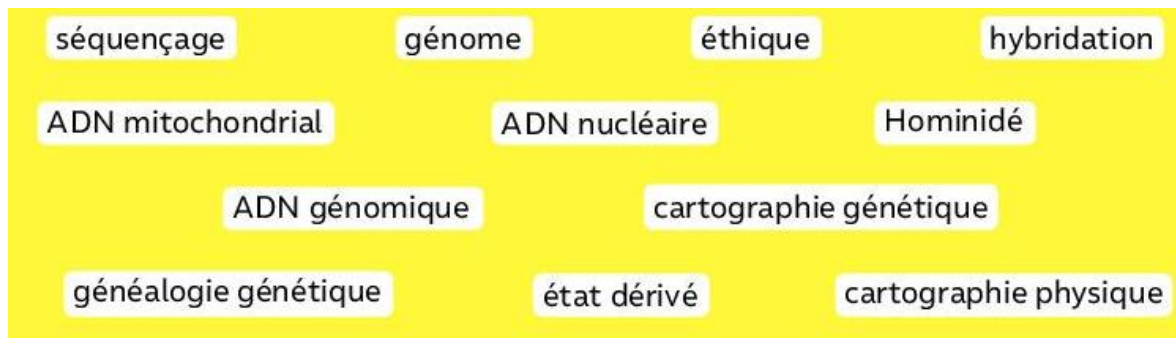 séquençage génome éthique hybridation
ADN mitochondrial ADN nucléaire Hominidé
ADN génomique cartographie génétique
généalogie génétique état dérivé cartographie physique